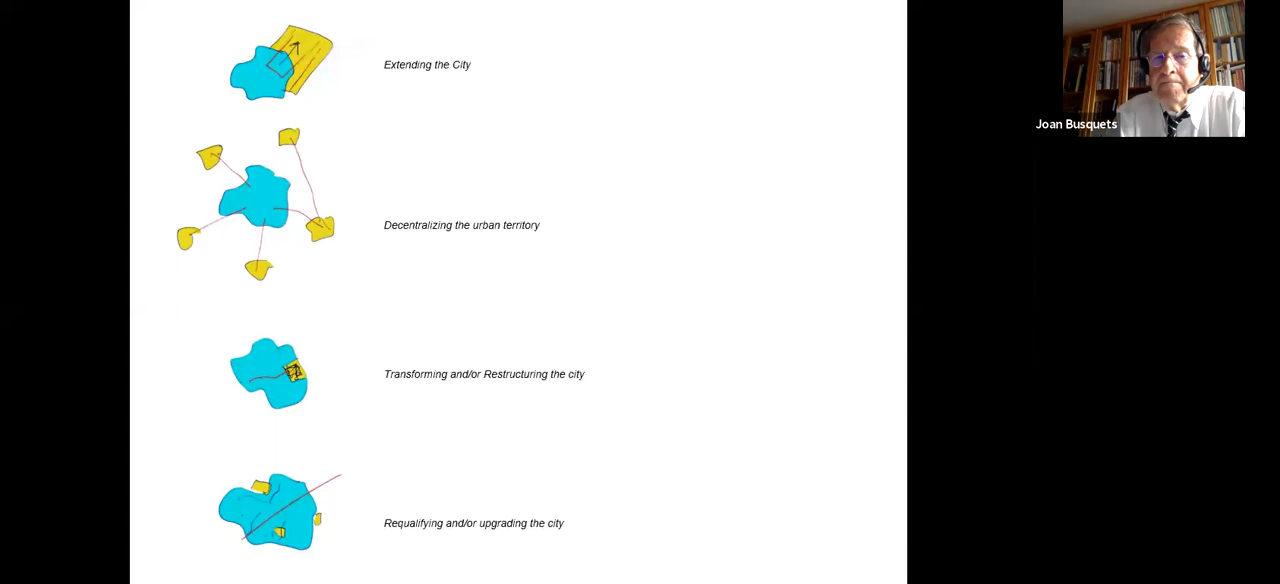 Extending the City
Joan Busquets
Decentralizing the urban territory
Transforming and/or Restructuring the city
Requalifying and/or upgrading the city